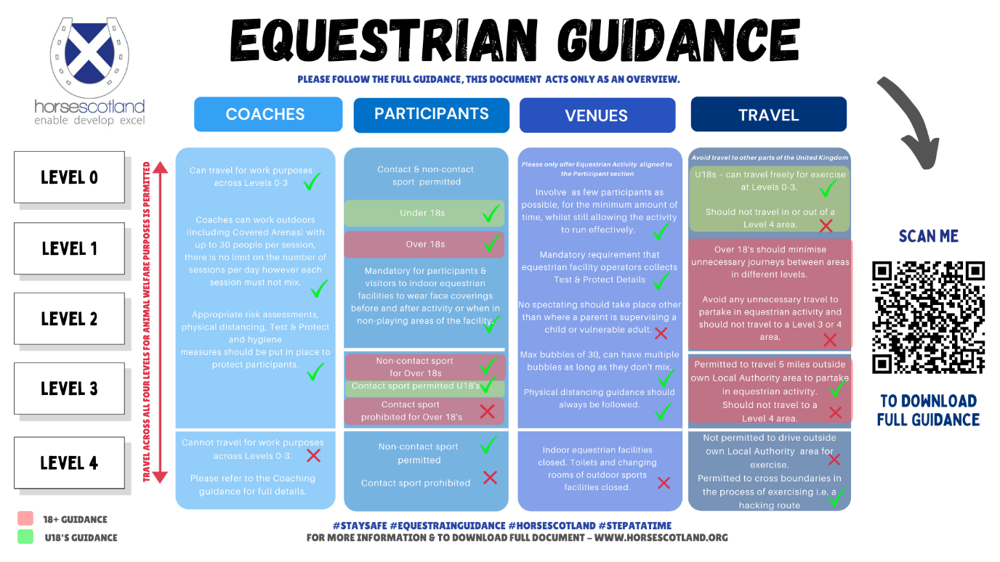 EQUESTRIAN GUIDANCE
PLEASE FOLLOW THE FULL GUIDANCE, THIS DOCUMENT ACTS ONLY AS AN OVERVIEW.
horsescotland
enable develop excel
COACHES
PARTICIPANTS
VENUES
TRAVEL
LEVEL 0
LEVEL 1
LEVEL 2
LEVEL 3
LEVEL 4
TRAVEL ACROSS ALL FOUR LEVELS FOR ANIMAL WELFARE PURPOSES IS PERMITTED
Can travel for work purposes
across Levels 0-3
Coaches can work outdoors
(including Covered Arenas) with
up to 30 people per session,
there is no limit on the number of
sessions per day however each
session must not mix.
Appropriate risk assessments,
physical distancing, Test & Protect
and hygiene
measures should be put in place to
protect participants.
Cannot travel for work purposes
across Levels 0-3.
Please refer to the Coaching
guidance for full details.
Contact & non-contact
sport permitted
Under 18s
Over 18s
Mandatory for participants &
visitors to indoor equestrian
facilities to wear face coverings
before and after activity or when in
non-playing areas of the facility.
Non-contact sport
for Over 18s
Contact sport permitted U18's
Contact sport
prohibited for Over 18's
Non-contact sport
permitted
Contact sport prohibited
Please only offer Equestrian Activity aligned to
the Participant section
Involve as few participants as
possible, for the minimum amount of
time, whilst still allowing the activity
to run effectively.
Mandatory requirement that
equestrian facility operators collects
Test & Protect Details
No spectating should take place other
than where a parent is supervising a
child or vulnerable adult.
Max bubbles of 30, can have multiple
bubbles as long as they don't mix.
Physical distancing guidance should
always be followed.
Indoor equestrian facilities
closed. Toilets and changing
rooms of outdoor sports
facilities closed.
Avoid travel to other parts of the United Kingdom
U18s - can travel freely for exercise
at Levels 0-3.
Should not travel in or out of a
Level 4 area.
Over 18's should minimise
unnecessary journeys between areas
in different levels.
Avoid any unnecessary travel to
partake in equestrian activity and
should not travel to a Level 3 or 4
area.
Permitted to travel 5 miles outside
own Local Authority area to partake
in equestrian activity.
Should not travel to a
Level 4 area.
Not permitted to drive outside
own Local Authority area for
exercise.
Permitted to cross boundaries in
the process of exercising i.e. a
hacking route
SCAN ME
TO DOWNLOAD
FULL GUIDANCE
18+ GUIDANCE
U18'S GUIDANCE
#STAYSAFE #EQUESTRAINGUIDANCE #HORSESCOTLAND #STEPATATIME
FOR MORE INFORMATION & TO DOWNLOAD FULL DOCUMENT - WWW.HORSESCOTLAND.ORG